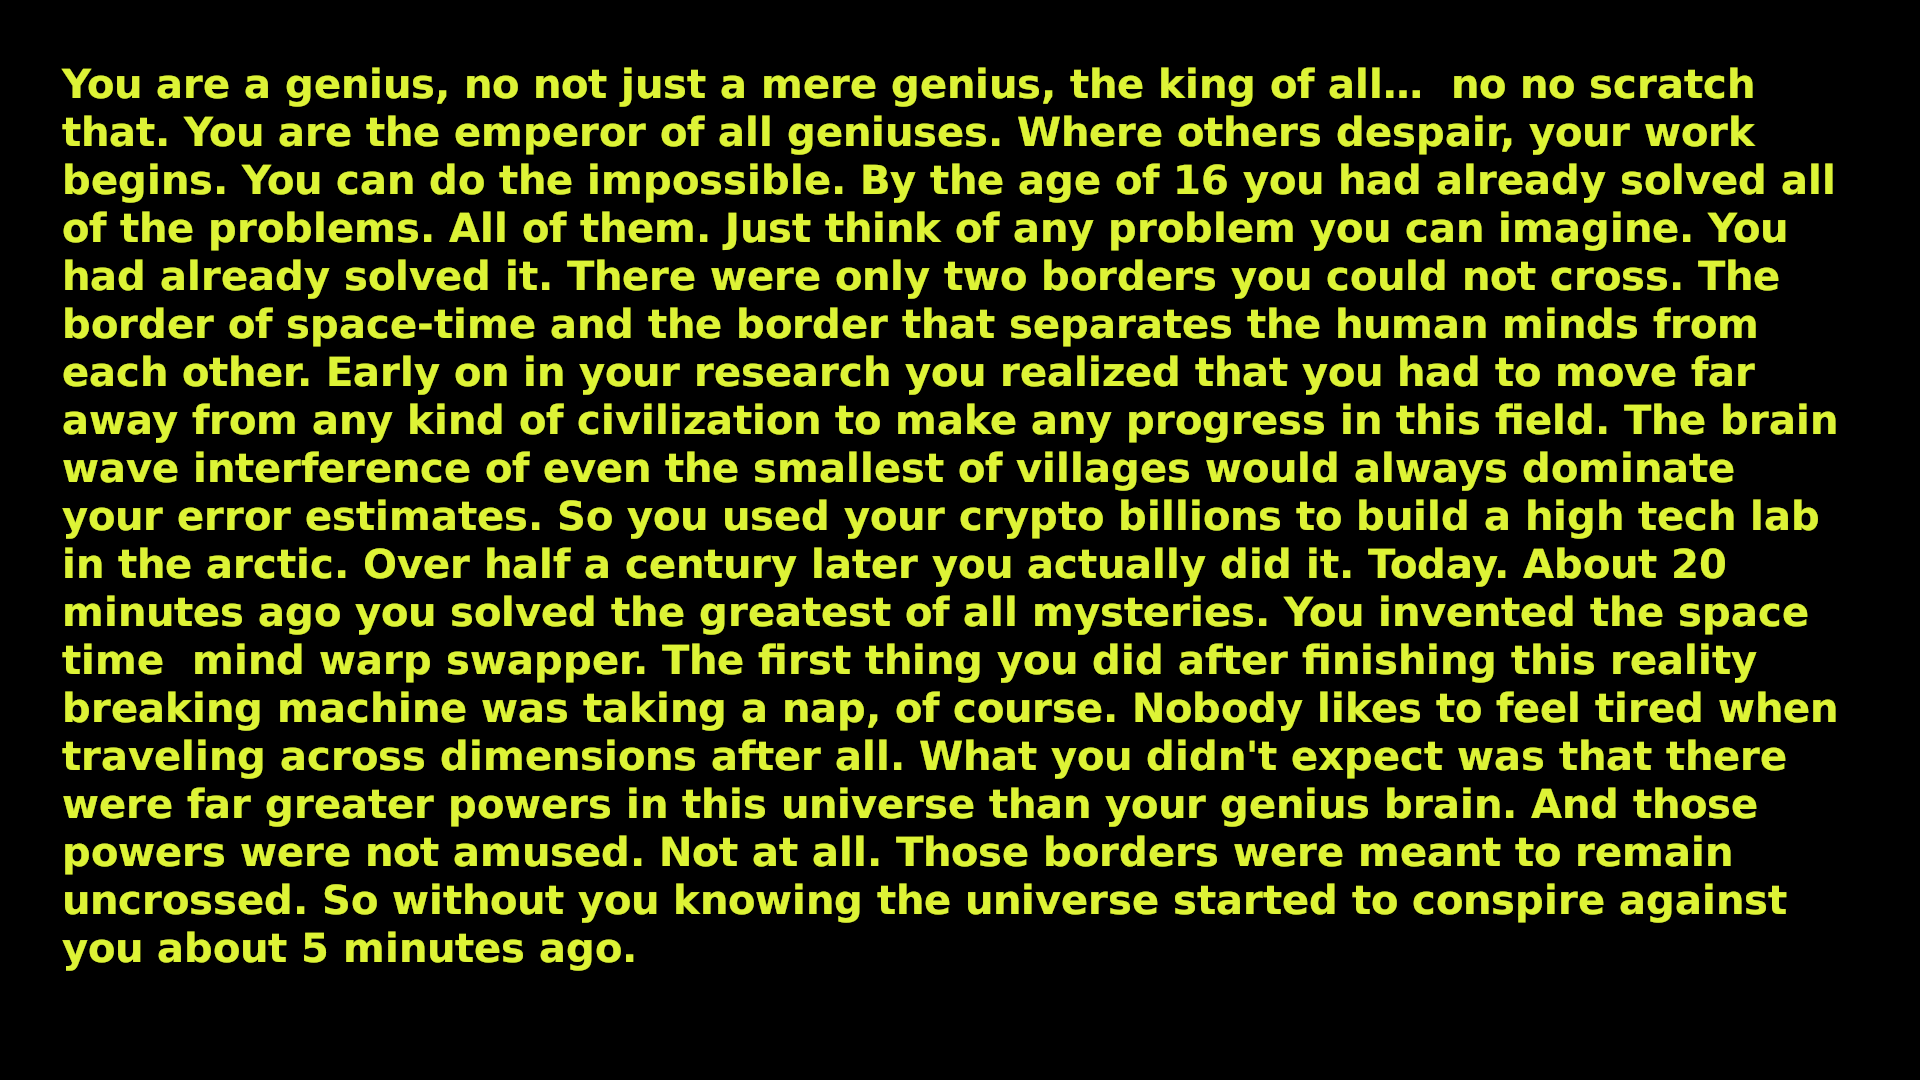 You are a genius, no not just a mere genius, the king of all…  no no scratch
that. You are the emperor of all geniuses. Where others despair, your work
begins. You can do the impossible. By the age of 16 you had already solved all
of the problems. All of them. Just think of any problem you can imagine. You
had already solved it. There were only two borders you could not cross. The
border of space-time and the border that separates the human minds from
each other. Early on in your research you realized that you had to move far
away from any kind of civilization to make any progress in this field. The brain
wave interference of even the smallest of villages would always dominate
your error estimates. So you used your crypto billions to build a high tech lab
in the arctic. Over half a century later you actually did it. Today. About 20
minutes ago you solved the greatest of all mysteries. You invented the space
time  mind warp swapper. The first thing you did after finishing this reality
breaking machine was taking a nap, of course. Nobody likes to feel tired when
traveling across dimensions after all. What you didn't expect was that there
were far greater powers in this universe than your genius brain. And those
powers were not amused. Not at all. Those borders were meant to remain
uncrossed. So without you knowing the universe started to conspire against
you about 5 minutes ago.